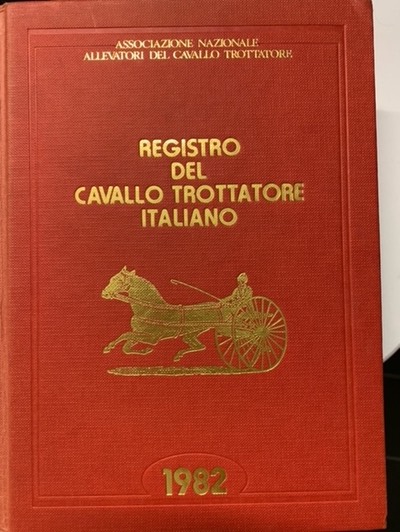 ASSOCIAZIONE NAZIONALE
ALLEVATORI DEL CAVALLO TROTTATORE
REGISTRO
DEL
CAVALLO TROTTATORE
ITALIANO
1982